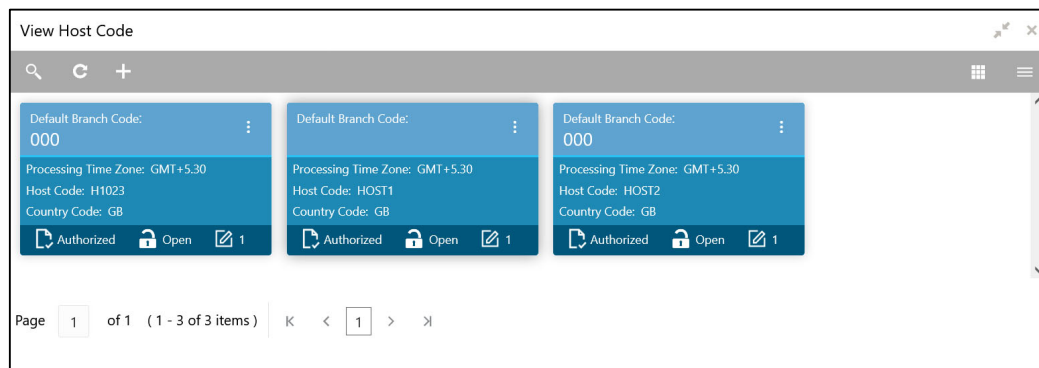 View Host Code
Default Branch Code:
000
Processing Time Zone: GMT+5.30
Host Code: H1023
Country Code: GB
Authorized Open 1
Default Branch Code:
Processing Time Zone: GMT+5.30
Host Code: HOST1
Country Code: GB
Authorized Open 1
Default Branch Code:
000
Processing Time Zone: GMT+5.30
Host Code: HOST2
Country Code: GB
Authorized Open 1
Page 1 of 1 ( 1 - 3 of 3 items ) 1